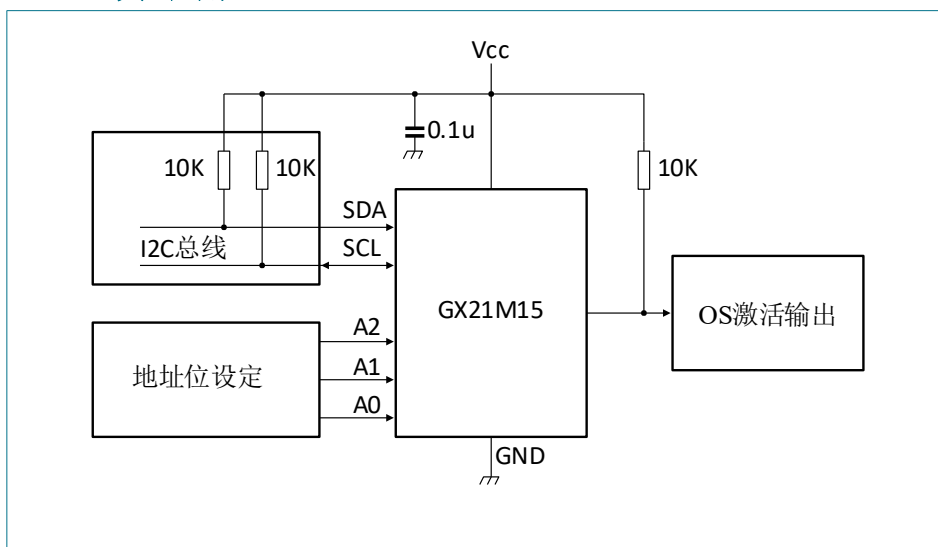 Vcc
0.1u
10K
10K
10K
SDA
I2C总线
SCL
GX21M15
OS激活输出
A2
地址位设定
A1
A0
GND